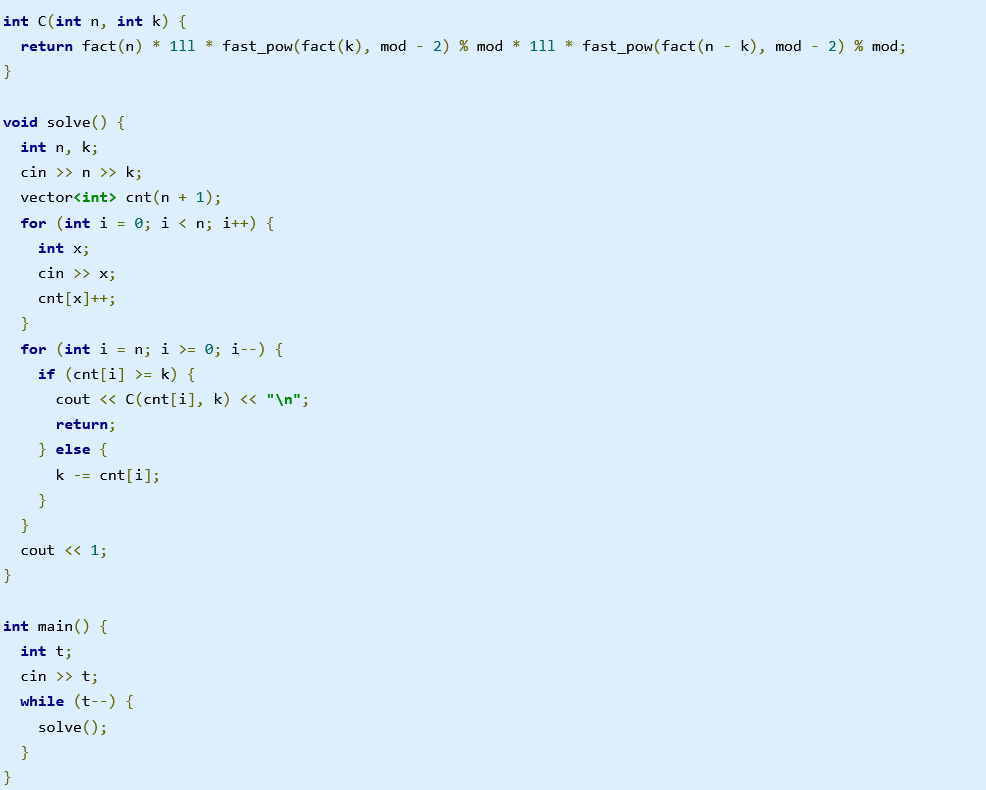 int C(int n, int k) {
  return fact(n) * 1ll * fast_pow(fact(k), mod - 2) % mod * 1ll * fast_pow(fact(n - k), mod - 2) % mod;
}

void solve() {
  int n, k;
  cin >> n >> k;
  vector<int> cnt(n + 1);
  for (int i = 0; i < n; i++) {
    int x;
    cin >> x;
    cnt[x]++;
  }
  for (int i = n; i >= 0; i--) {
    if (cnt[i] >= k) {
      cout << C(cnt[i], k) << "\n";
      return;
    } else {
      k -= cnt[i];
    }
  }
  cout << 1;
}

int main() {
  int t;
  cin >> t;
  while (t--) {
    solve();
  }
}